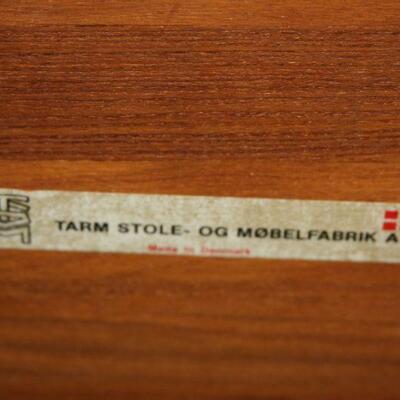 TARM STOLE- OG MØBELFABRIK A
Made in Denmark